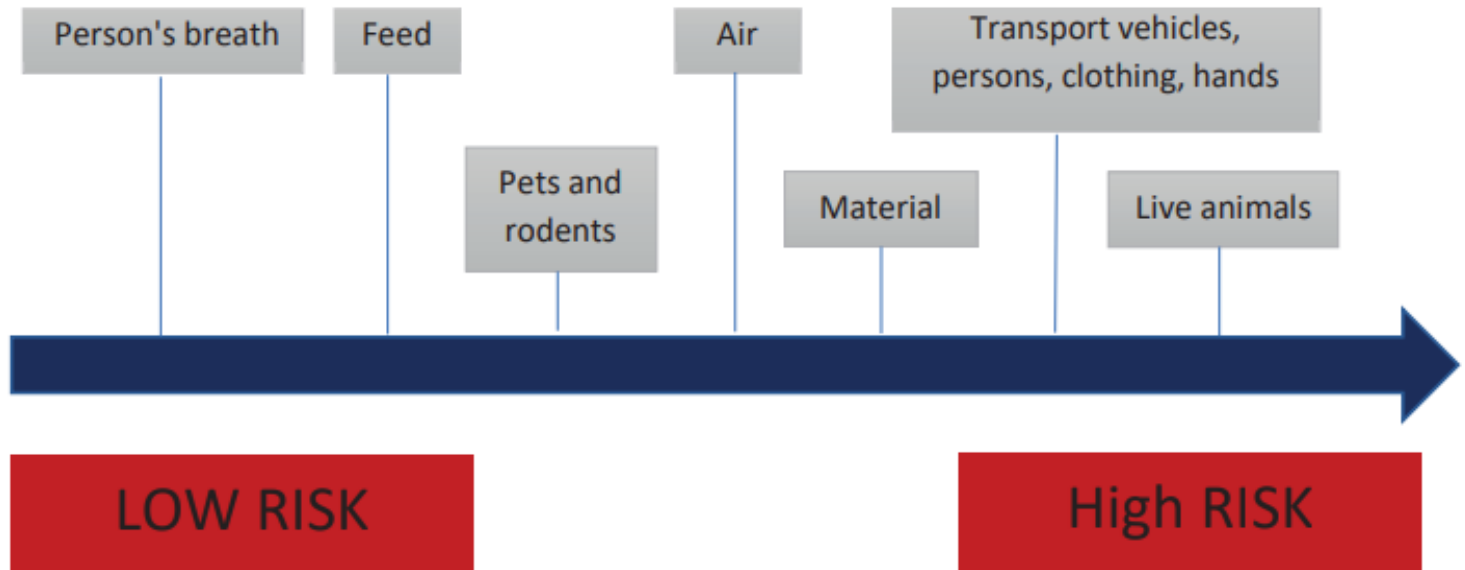 Person's breath
Feed
Air
Transport vehicles,
persons, clothing, hands
Pets and
rodents
Material
Live animals
LOW RISK
High RISK